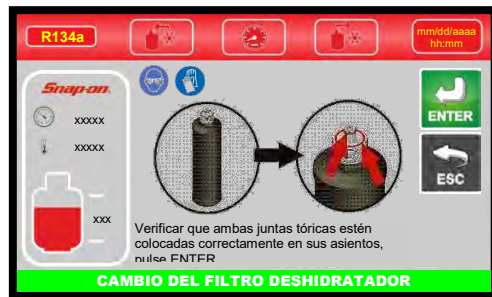 R134a
mm/dd/aaaa
hh:mm
Snap-on
xxxxx
xxxxx
xxx
ENTER
ESC
Verificar que ambas juntas tóricas estén
colocadas correctamente en sus asientos,
pulse ENTER
CAMBIO DEL FILTRO DESHIDRATADOR